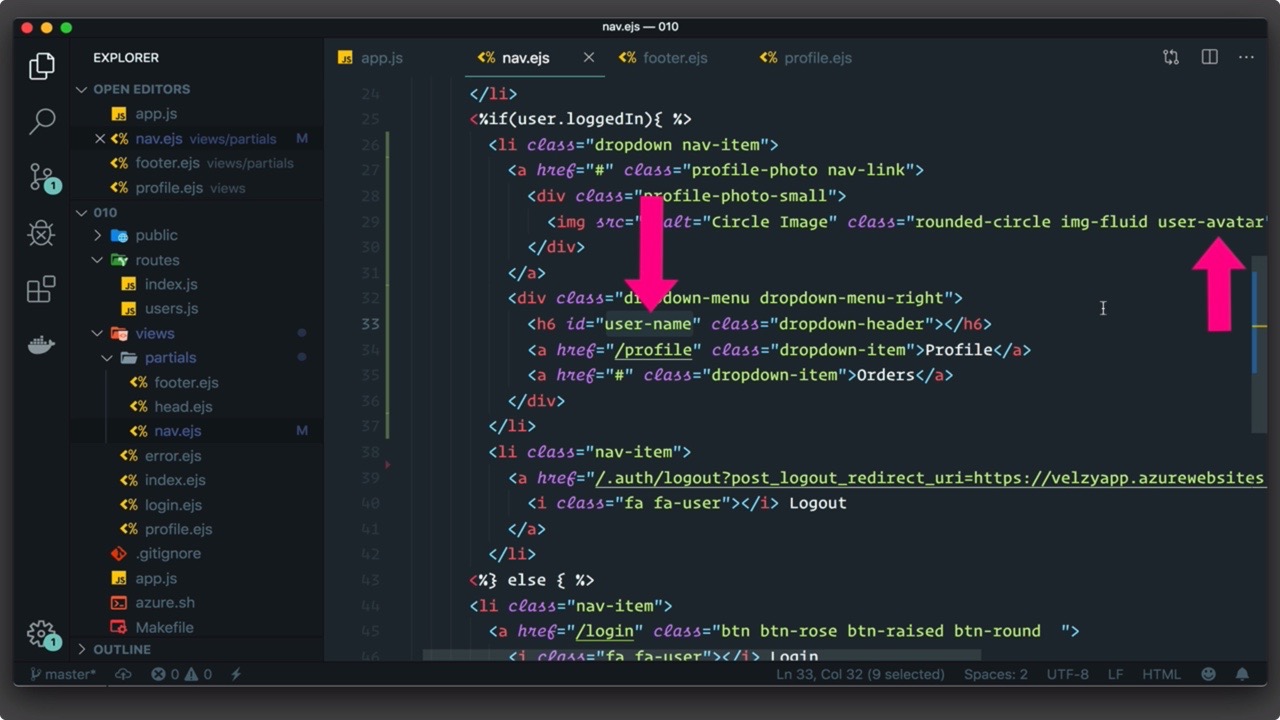 nav.ejs — 010
EXPLORER
OPEN EDITORS
JS app.js
nav.ejs views/partials M
footer.ejs views/partials
profile.ejs views
010
public
routes
JS index.js
JS users.js
views
partials
footer.ejs
head.ejs
nav.ejs M
error.ejs
index.ejs
login.ejs
profile.ejs
.gitignore
JS app.js
azure.sh
Makefile
OUTLINE
1
1
JS app.js
nav.ejs
footer.ejs
profile.ejs
24 </li>
25 <%if(user.loggedIn){ %>
26 <li class="dropdown nav-item">
27 <a href="#" class="profile-photo nav-link">
28 <div class="profile-photo-small">
29 <img src= alt="Circle Image" class="rounded-circle img-fluid user-avatar"
30 </div>
31 </a>
32 <div class="dropdown-menu dropdown-menu-right">
33 <h6 id="user-name" class="dropdown-header"></h6>
34 <a href="/profile" class="dropdown-item">Profile</a>
35 <a href="#" class="dropdown-item">Orders</a>
36 </div>
37 </li>
38 <li class="nav-item">
39 <a href="/.auth/logout?post_logout_redirect_uri=https://velzyapp.azurewebsites
40 <i class="fa fa-user"></i> Logout
41 </a>
42 </li>
43 <%} else { %>
44 <li class="nav-item">
45 <a href="/login" class="btn btn-rose btn-raised btn-round ">
46 <i class="fa fa-user"></i> Login
master* 0 0 Ln 33, Col 32 (9 selected) Spaces: 2 UTF-8 LF HTML